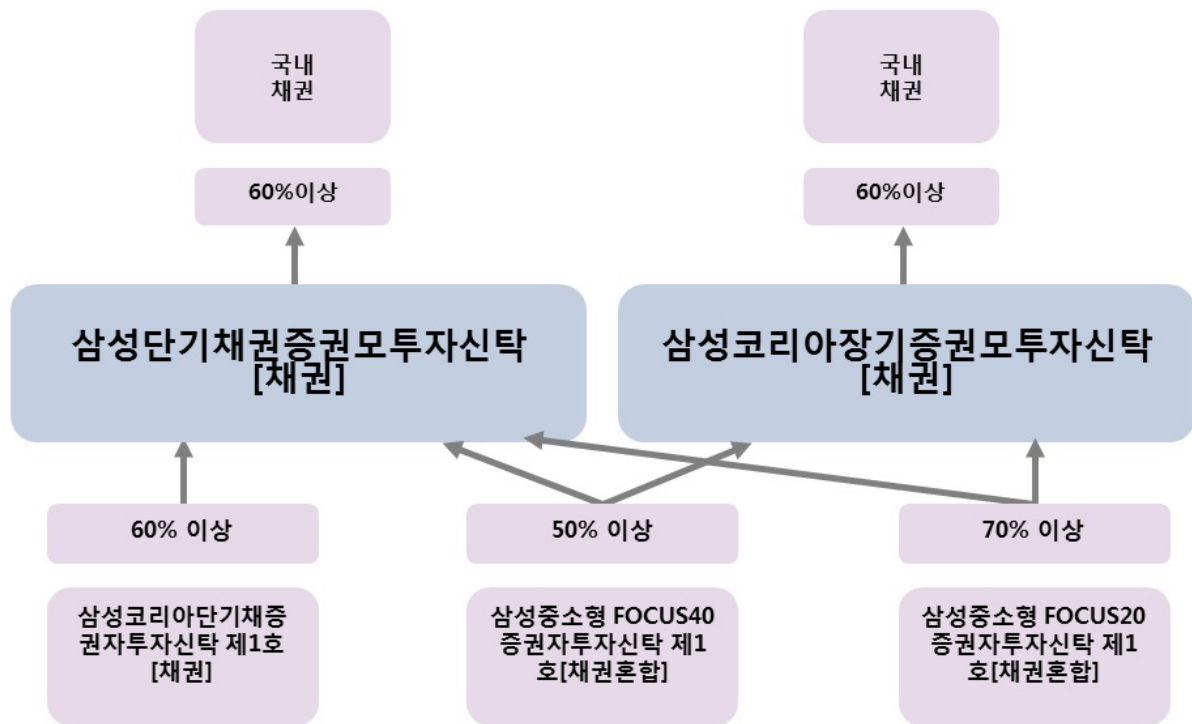 국내
채권
국내
채권
60%이상
60%이상
삼성단기채권증권모투자신탁
[채권]
삼성코리아장기증권모투자신탁
[채권]
60% 이상
50% 이상
70% 이상
삼성코리아단기채증
권자투자신탁 제1호
[채권]
삼성중소형 FOCUS40
증권자투자신탁 제1
호[채권혼합]
삼성중소형 FOCUS20
증권자투자신탁 제1
호[채권혼합]